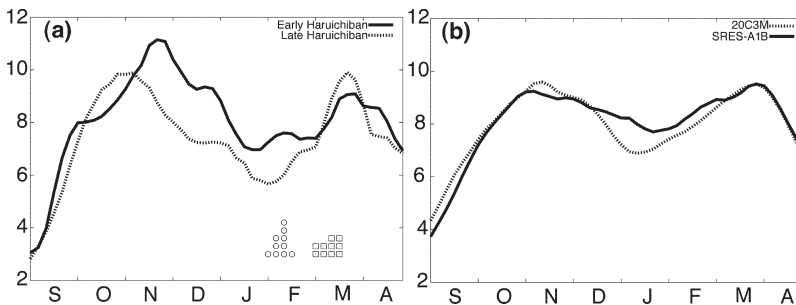 (a)
Early Haruichiban
Late Haruichiban
12
10
8
6
4
2
S O N D J F M A
(b)
20C3M
SRES-A1B
12
10
8
6
4
2
S O N D J F M A